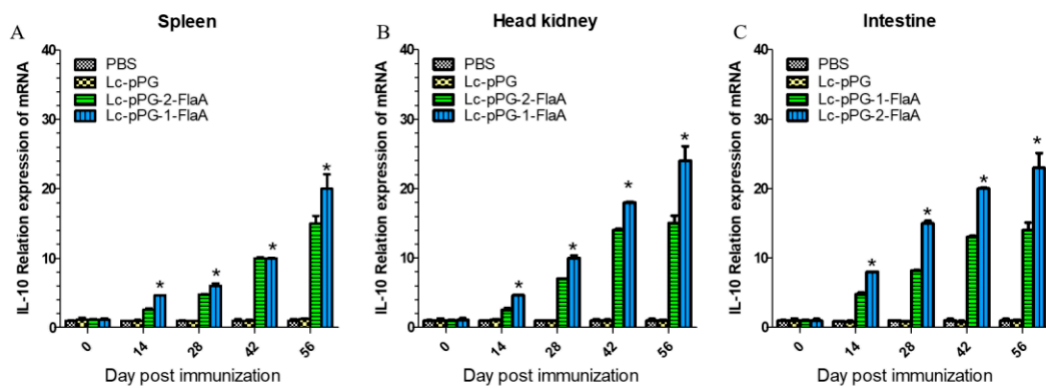 A
Spleen
IL-10 Relation expression of mRNA
40
30
20
10
0
PBS
Lc-pPG
Lc-pPG-2-FlaA
Lc-pPG-1-FlaA
*
*
*
*
0
14
28
42
56
Day post immunization
B
Head kidney
IL-10 Relation expression of mRNA
40
30
20
10
0
PBS
Lc-pPG
Lc-pPG-2-FlaA
Lc-pPG-1-FlaA
*
*
*
*
0
14
28
42
56
Day post immunization
C
Intestine
IL-10 Relation expression of mRNA
40
30
20
10
0
PBS
Lc-pPG
Lc-pPG-1-FlaA
Lc-pPG-2-FlaA
*
*
*
*
0
14
28
42
56
Day post immunization